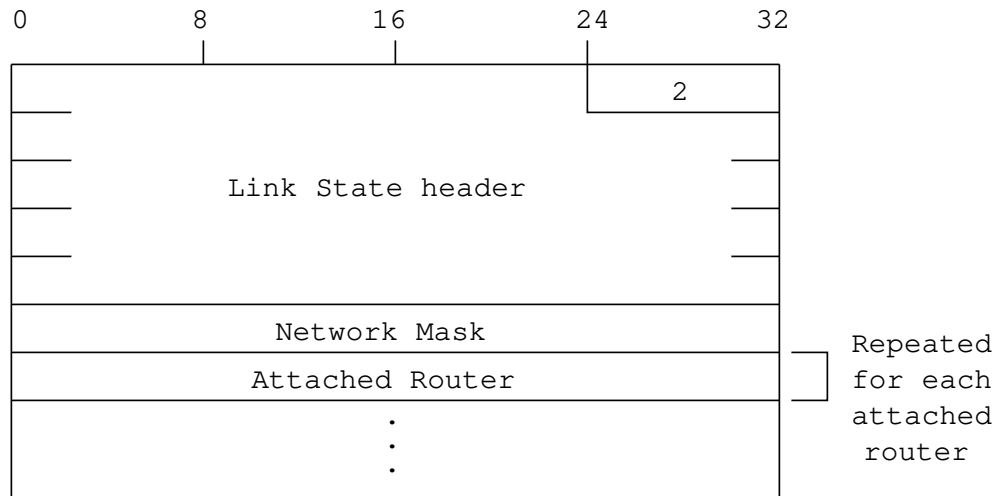 0 8 16 24 32
2
Link State header
Network Mask
Attached Router
.
.
.
Repeated
for each
attached
router